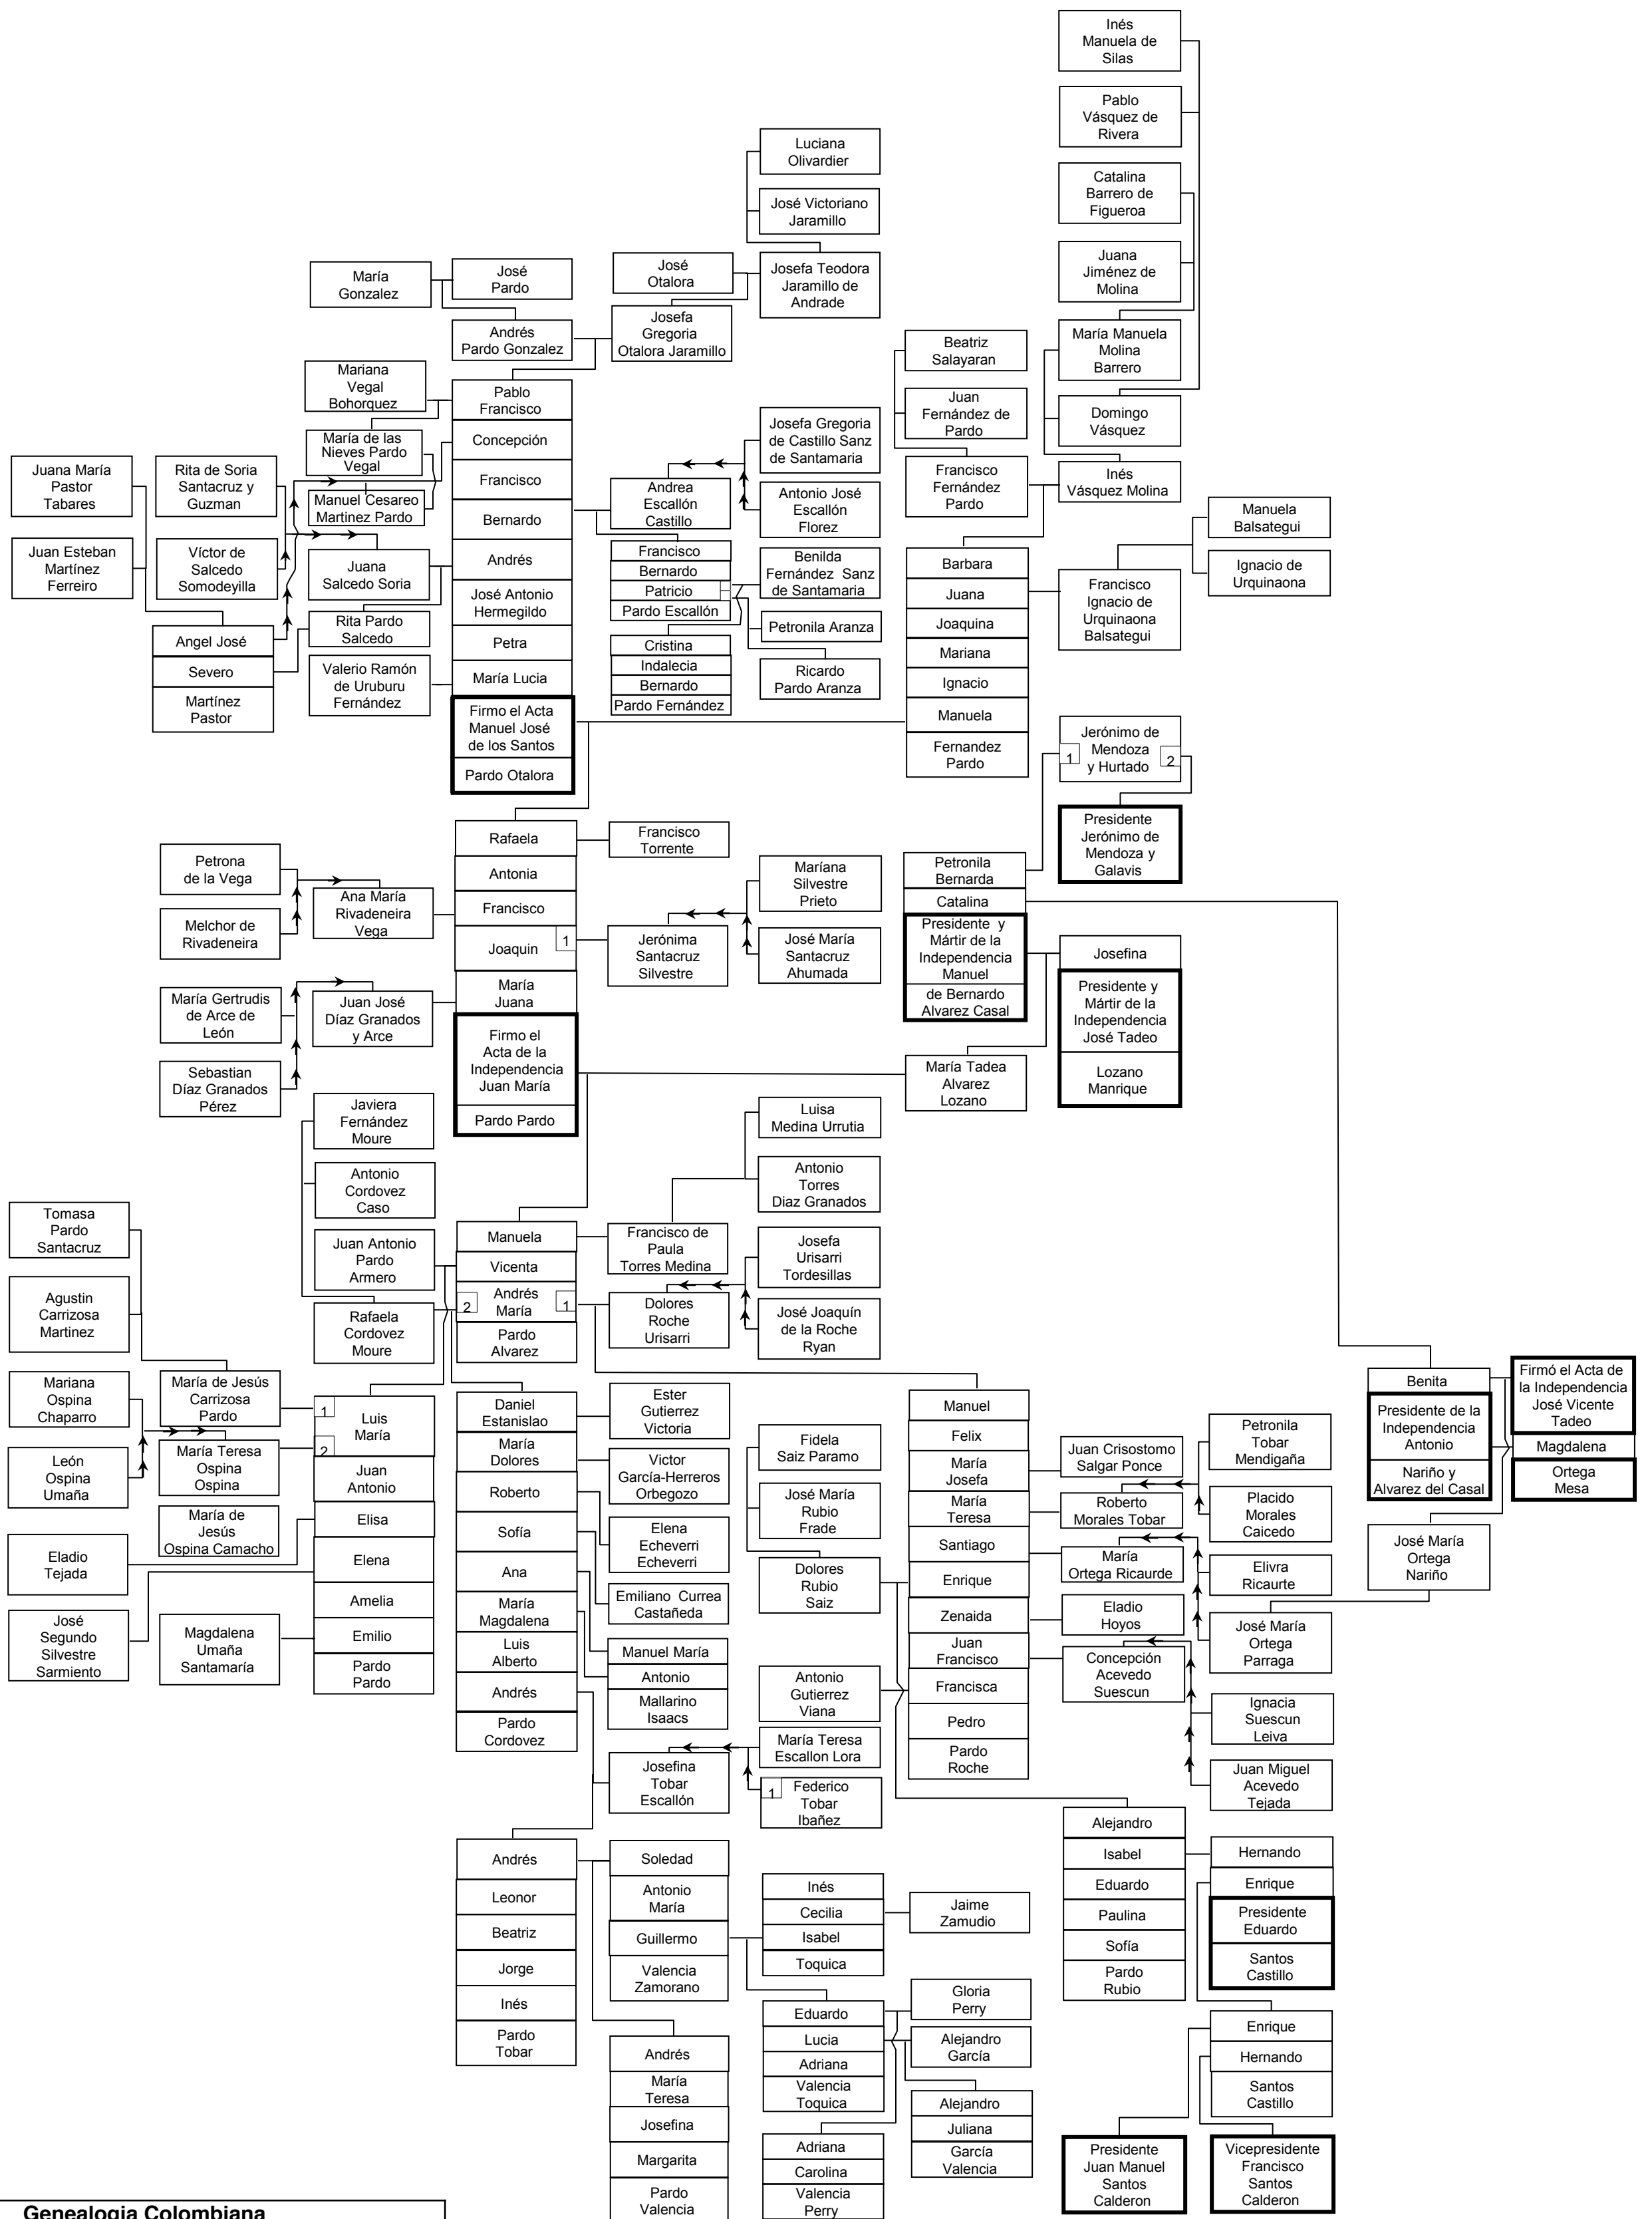 Inés
Manuela de
Silas
Pablo
Vásquez de
Rivera
Luciana
Olivardier
Catalina
Barrero de
Figueroa
José Victoriano
Jaramillo
Juana
Jiménez de
Molina
María
Gonzalez
José
Pardo
José
Otalora
Josefa Teodora
Jaramillo de
Andrade
Andrés
Pardo Gonzalez
Josefa
Gregoria
Otalora Jaramillo
María Manuela
Molina
Barrero
Beatriz
Salayaran
Mariana
Vegal
Bohorquez
Pablo
Francisco
Juan
Fernández de
Pardo
Domingo
Vásquez
Josefa Gregoria
de Castillo Sanz
de Santamaria
Concepción
María de las
Nieves Pardo
Vegal
Juana María
Pastor
Tabares
Rita de Soria
Santacruz y
Guzman
Francisco
Manuel Cesareo
Martinez Pardo
Andrea
Escallón
Castillo
Antonio José
Escallón
Florez
Francisco
Fernández
Pardo
Inés
Vásquez Molina
Bernardo
Manuela
Balsategui
Juan Esteban
Martínez
Ferreiro
Víctor de
Salcedo
Somodeyilla
Juana
Salcedo Soria
Andrés
Francisco
Bernardo
Patricio
Pardo Escallón
Benilda
Fernández Sanz
de Santamaria
Barbara
Juana
Joaquina
Mariana
Ignacio
Manuela
Fernandez
Pardo
Francisco
Ignacio de
Urquinaona
Balsategui
Ignacio de
Urquinaona
José Antonio
Hermegildo
Angel José
Severo
Martínez
Pastor
Rita Pardo
Salcedo
Petra
Petronila Aranza
Cristina
Indalecia
Bernardo
Pardo Fernández
Ricardo
Pardo Aranza
Valerio Ramón
de Uruburu
Fernández
María Lucia
Firmo el Acta
Manuel José
de los Santos
Pardo Otalora
Jerónimo de
Mendoza
y Hurtado
1
2
Presidente
Jerónimo de
Mendoza y
Galavis
Rafaela
Francisco
Torrente
Petrona
de la Vega
Antonia
Ana María
Rivadeneira
Vega
Francisco
Melchor de
Rivadeneira
Joaquin
1
Jerónima
Santacruz
Silvestre
Maríana
Silvestre
Prieto
José María
Santacruz
Ahumada
Petronila
Bernarda
Catalina
Presidente y
Mártir de la
Independencia
Manuel
de Bernardo
Alvarez Casal
Josefina
Presidente y
Mártir de la
Independencia
José Tadeo
Lozano
Manrique
María
Juana
María Gertrudis
de Arce de
León
Juan José
Díaz Granados
y Arce
Firmo el
Acta de la
Independencia
Juan María
Pardo Pardo
Sebastian
Díaz Granados
Pérez
María Tadea
Alvarez
Lozano
Javiera
Fernández
Moure
Luisa
Medina Urrutia
Antonio
Cordovez
Caso
Antonio
Torres
Diaz Granados
Tomasa
Pardo
Santacruz
Juan Antonio
Pardo
Armero
Manuela
Vicenta
2
Andrés
María
1
Pardo
Alvarez
Francisco de
Paula
Torres Medina
Josefa
Urisarri
Tordesillas
Agustin
Carrizosa
Martinez
Rafaela
Cordovez
Moure
Dolores
Roche
Urisarri
José Joaquín
de la Roche
Ryan
Mariana
Ospina
Chaparro
María de Jesús
Carrizosa
Pardo
1
2
Luis
María
León
Ospina
Umaña
María Teresa
Ospina
Ospina
Juan
Antonio
María de
Jesús
Ospina Camacho
Elisa
Eladio
Tejada
Elena
Amelia
José
Segundo
Silvestre
Sarmiento
Magdalena
Umaña
Santamaría
Emilio
Pardo
Pardo
Daniel
Estanislao
María
Dolores
Roberto
Sofía
Ana
María
Magdalena
Luis
Alberto
Andrés
Pardo
Cordovez
Ester
Gutierrez
Victoria
Victor
García-Herreros
Orbegozo
Elena
Echeverri
Echeverri
Emiliano Currea
Castañeda
Manuel María
Antonio
Mallarino
Isaacs
Fidela
Saiz Paramo
José María
Rubio
Frade
Dolores
Rubio
Saiz
Antonio
Gutierrez
Viana
Manuel
Felix
María
Josefa
María
Teresa
Santiago
Enrique
Zenaida
Juan
Francisco
Francisca
Pedro
Pardo
Roche
Juan Crisostomo
Salgar Ponce
Roberto
Morales Tobar
María
Ortega Ricaurde
Eladio
Hoyos
Concepción
Acevedo
Suescun
Petronila
Tobar
Mendigaña
Placido
Morales
Caicedo
Elivra
Ricaurte
José María
Ortega
Parraga
Ignacia
Suescun
Leiva
Juan Miguel
Acevedo
Tejada
Benita
Presidente de la
Independencia
Antonio
Nariño y
Alvarez del Casal
Firmó el Acta de
la Independencia
José Vicente
Tadeo
Magdalena
Ortega
Mesa
José María
Ortega
Nariño
Josefina
Tobar
Escallón
María Teresa
Escallon Lora
1
Federico
Tobar
Ibañez
Andrés
Leonor
Beatriz
Jorge
Inés
Pardo
Tobar
Soledad
Antonio
María
Guillermo
Valencia
Zamorano
Inés
Cecilia
Isabel
Toquica
Jaime
Zamudio
Alejandro
Isabel
Eduardo
Paulina
Sofía
Pardo
Rubio
Hernando
Enrique
Presidente
Eduardo
Santos
Castillo
Andrés
María
Teresa
Josefina
Margarita
Pardo
Valencia
Eduardo
Lucia
Adriana
Valencia
Toquica
Gloria
Perry
Alejandro
García
Alejandro
Juliana
García
Valencia
Adriana
Carolina
Valencia
Perry
Enrique
Hernando
Santos
Castillo
Presidente
Juan Manuel
Santos
Calderon
Vicepresidente
Francisco
Santos
Calderon
Genealogia Colombiana